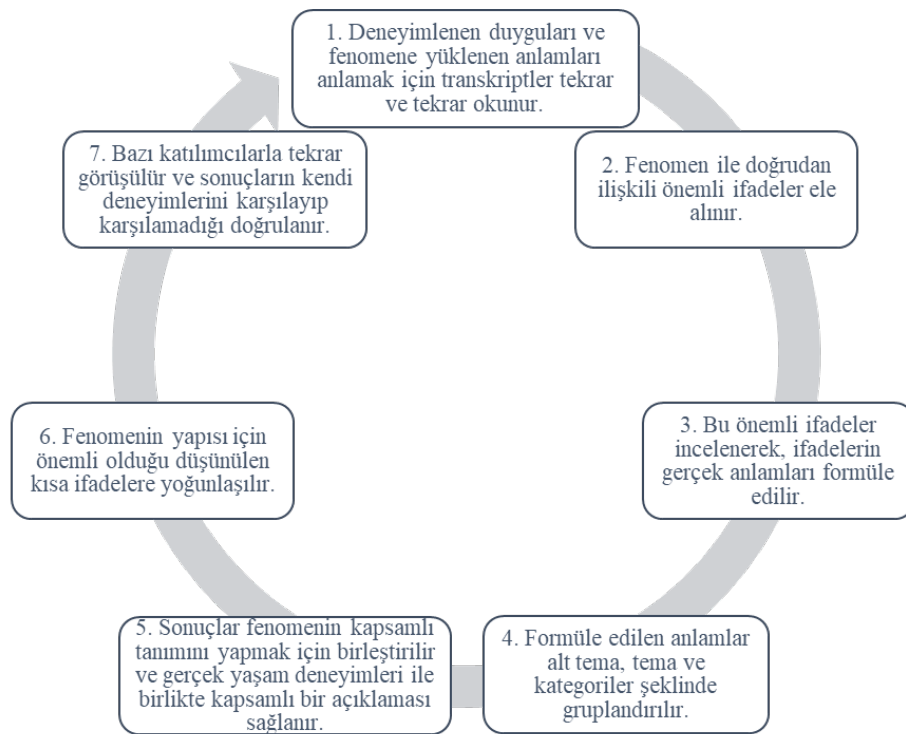 1. Deneyimlenen duyguları ve
fenomene yüklenen anlamları
anlamak için transkriptler tekrar
ve tekrar okunur.
2. Fenomen ile doğrudan
ilişkili önemli ifadeler ele
alınır.
3. Bu önemli ifadeler
incelenerek, ifadelerin
gerçek anlamları formüle
edilir.
4. Formüle edilen anlamlar
alt tema, tema ve
kategoriler şeklinde
gruplandırılır.
5. Sonuçlar fenomenin kapsamlı
tanımını yapmak için birleştirilir
ve gerçek yaşam deneyimleri ile
birlikte kapsamlı bir açıklaması
sağlanır.
6. Fenomenin yapısı için
önemli olduğu düşünülen
kısa ifadelere yoğunlaşılır.
7. Bazı katılımcılarla tekrar
görüşülür ve sonuçların kendi
deneyimlerini karşılayıp
karşılamadığı doğrulanır.